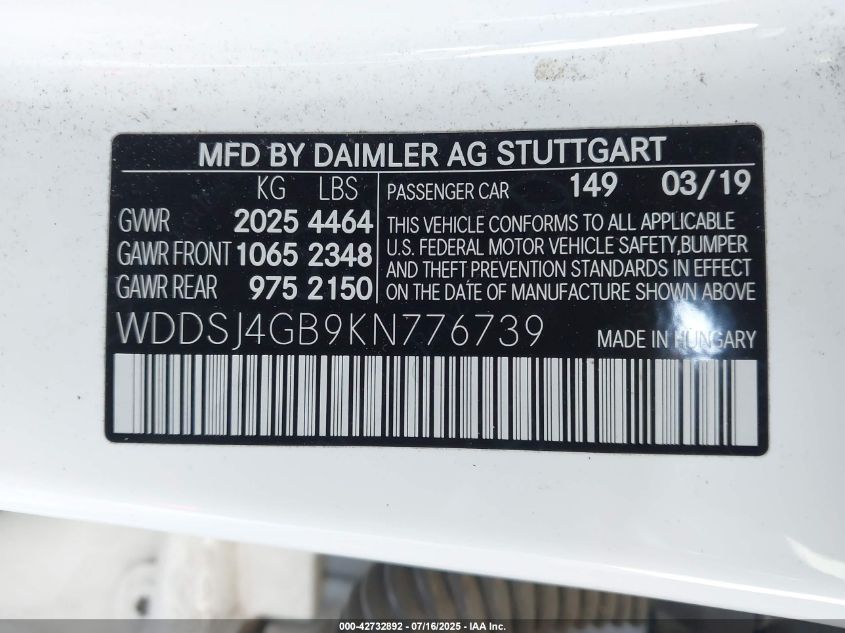 MFD BY DAIMLER AG STUTTGART
KG LBS
GVWR 2025 4464
GAWR FRONT 1065 2348
GAWR REAR 975 2150
PASSENGER CAR 149 03/19
THIS VEHICLE CONFORMS TO ALL APPLICABLE
U.S. FEDERAL MOTOR VEHICLE SAFETY,BUMPER
AND THEFT PREVENTION STANDARDS IN EFFECT
ON THE DATE OF MANUFACTURE SHOWN ABOVE
WDDSJ4GB9KN776739
MADE IN HUNGARY
000-42732892 - 07/16/2025 - IAA Inc.